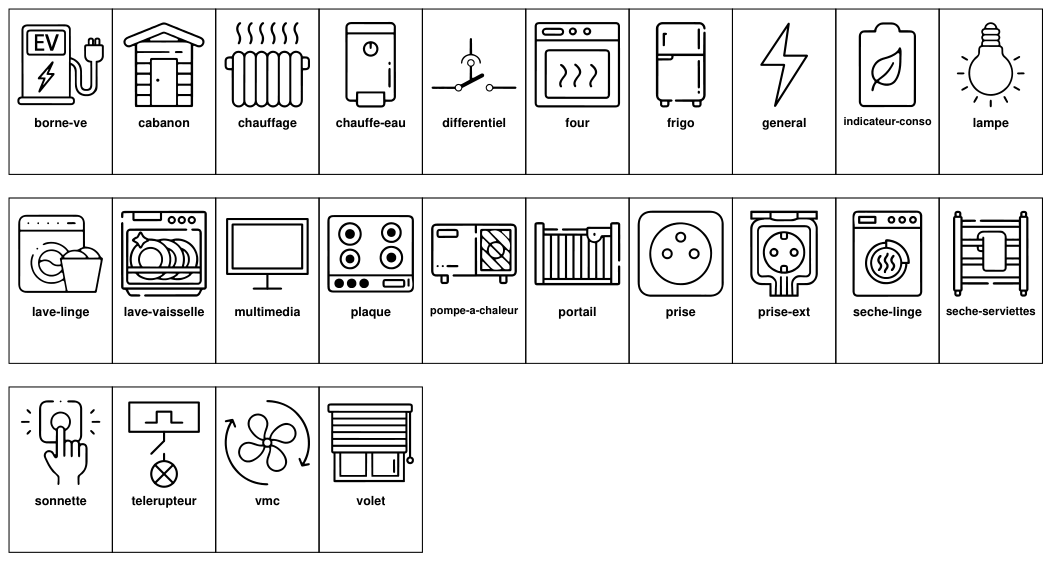 EV
borne-ve
cabanon
chauffage
chauffe-eau
differentiel
four
frigo
general
indicateur-conso
lampe
lave-linge
lave-vaisselle
multimedia
plaque
pompe-a-chaleur
portail
prise
prise-ext
seche-linge
seche-serviettes
sonnette
telerupteur
vmc
volet